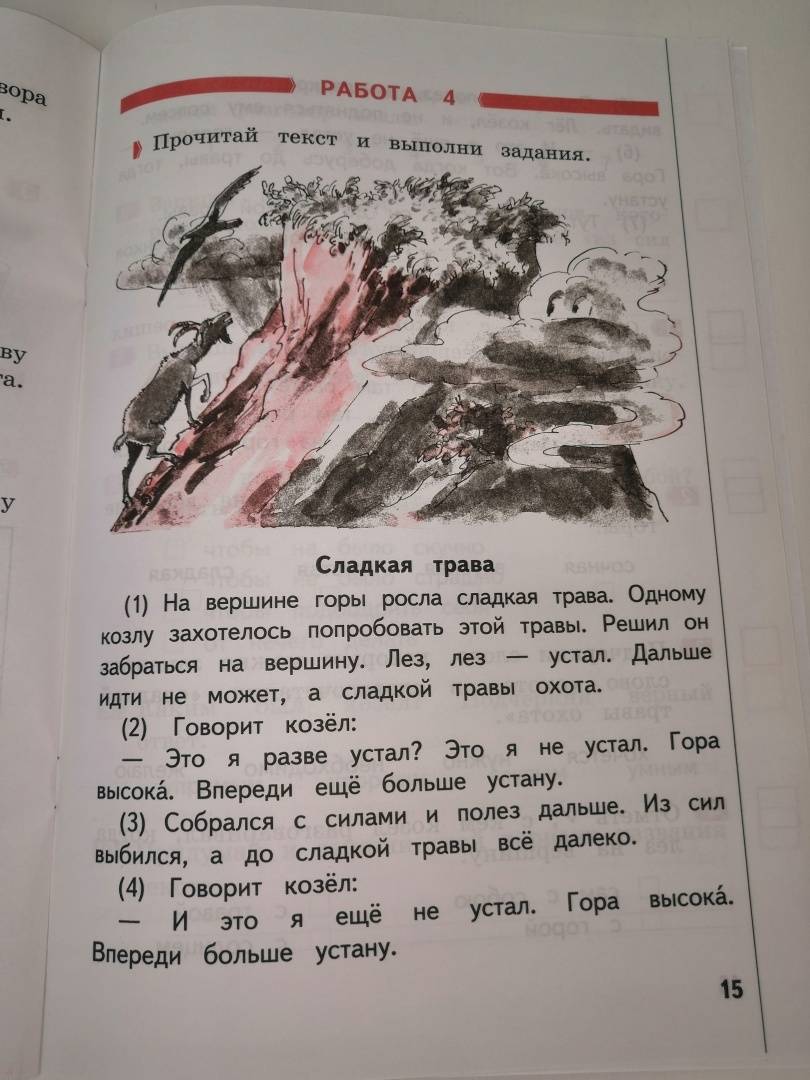 вора
ву
та.
у
РАБОТА 4
Прочитай текст и выполни задания.
Сладкая трава
(1) На вершине горы росла сладкая трава. Одному
козлу захотелось попробовать этой травы. Решил он
забраться на вершину. Лез, лез — устал. Дальше
идти не может, а сладкой травы охота.
(2) Говорит козёл:
— Это я разве устал? Это я не устал. Гора
высока́. Впереди ещё больше устану.
(3) Собрался с силами и полез дальше. Из сил
выбился, а до сладкой травы всё далеко.
(4) Говорит козёл:
— И это я ещё не устал. Гора высока́.
Впереди больше устану.
15